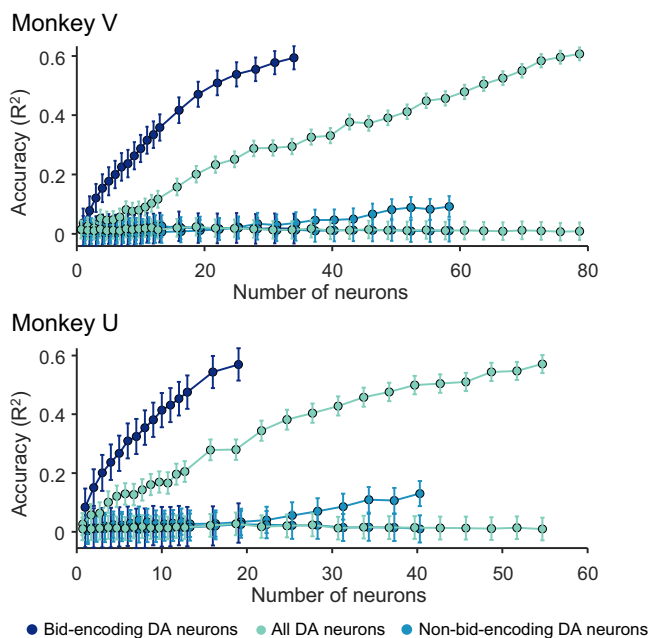 Monkey V
Accuracy (R²)
0.6
0.4
0.2
0
0 20 40 60 80
Number of neurons
Monkey U
Accuracy (R²)
0.6
0.4
0.2
0
0 10 20 30 40 50 60
Number of neurons
Bid-encoding DA neurons All DA neurons Non-bid-encoding DA neurons